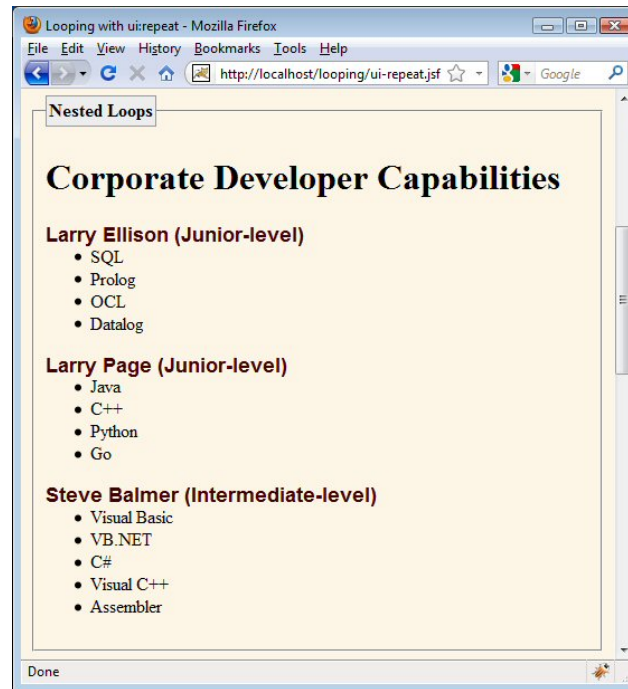 Looping with ui:repeat - Mozilla Firefox
File Edit View History Bookmarks Tools Help
http://localhost/looping/ui-repeat.jsf
Google
Nested Loops
Corporate Developer Capabilities
Larry Ellison (Junior-level)
SQL
Prolog
OCL
Datalog
Larry Page (Junior-level)
Java
C++
Python
Go
Steve Balmer (Intermediate-level)
Visual Basic
VB.NET
C#
Visual C++
Assembler
Done